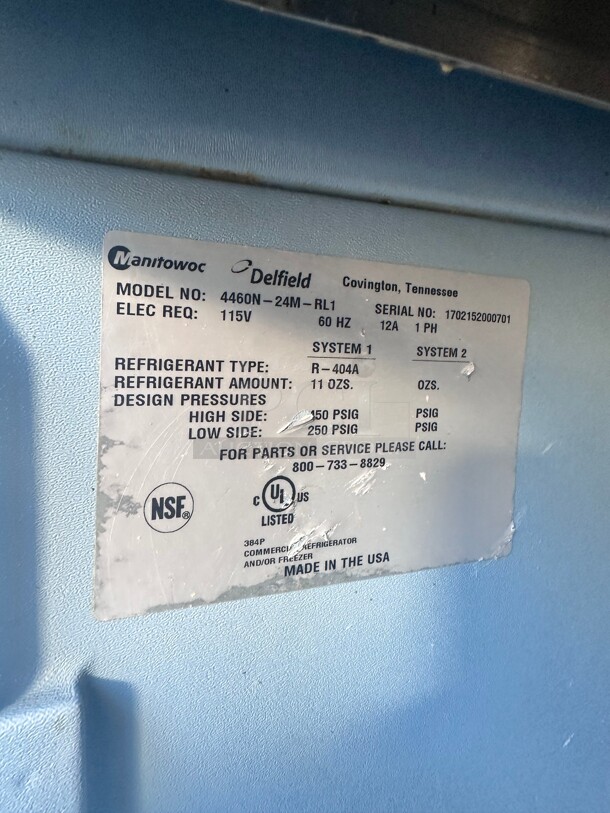 Manitowoc Delfield Covington, Tennessee
MODEL NO: 4460N-24M-RL1 SERIAL NO: 1702152000701
ELEC REQ: 115V 60 HZ 12A 1 PH
SYSTEM 1 SYSTEM 2
REFRIGERANT TYPE: R-404A
REFRIGERANT AMOUNT: 11 OZS. OZS.
DESIGN PRESSURES
HIGH SIDE: PSIG PSIG
LOW SIDE: 250 PSIG PSIG
FOR PARTS OR SERVICE PLEASE CALL:
800-733-8829
NSF®
C UL US
LISTED
384P
COMMERCIAL REFRIGERATOR
AND/OR FREEZER
MADE IN THE USA